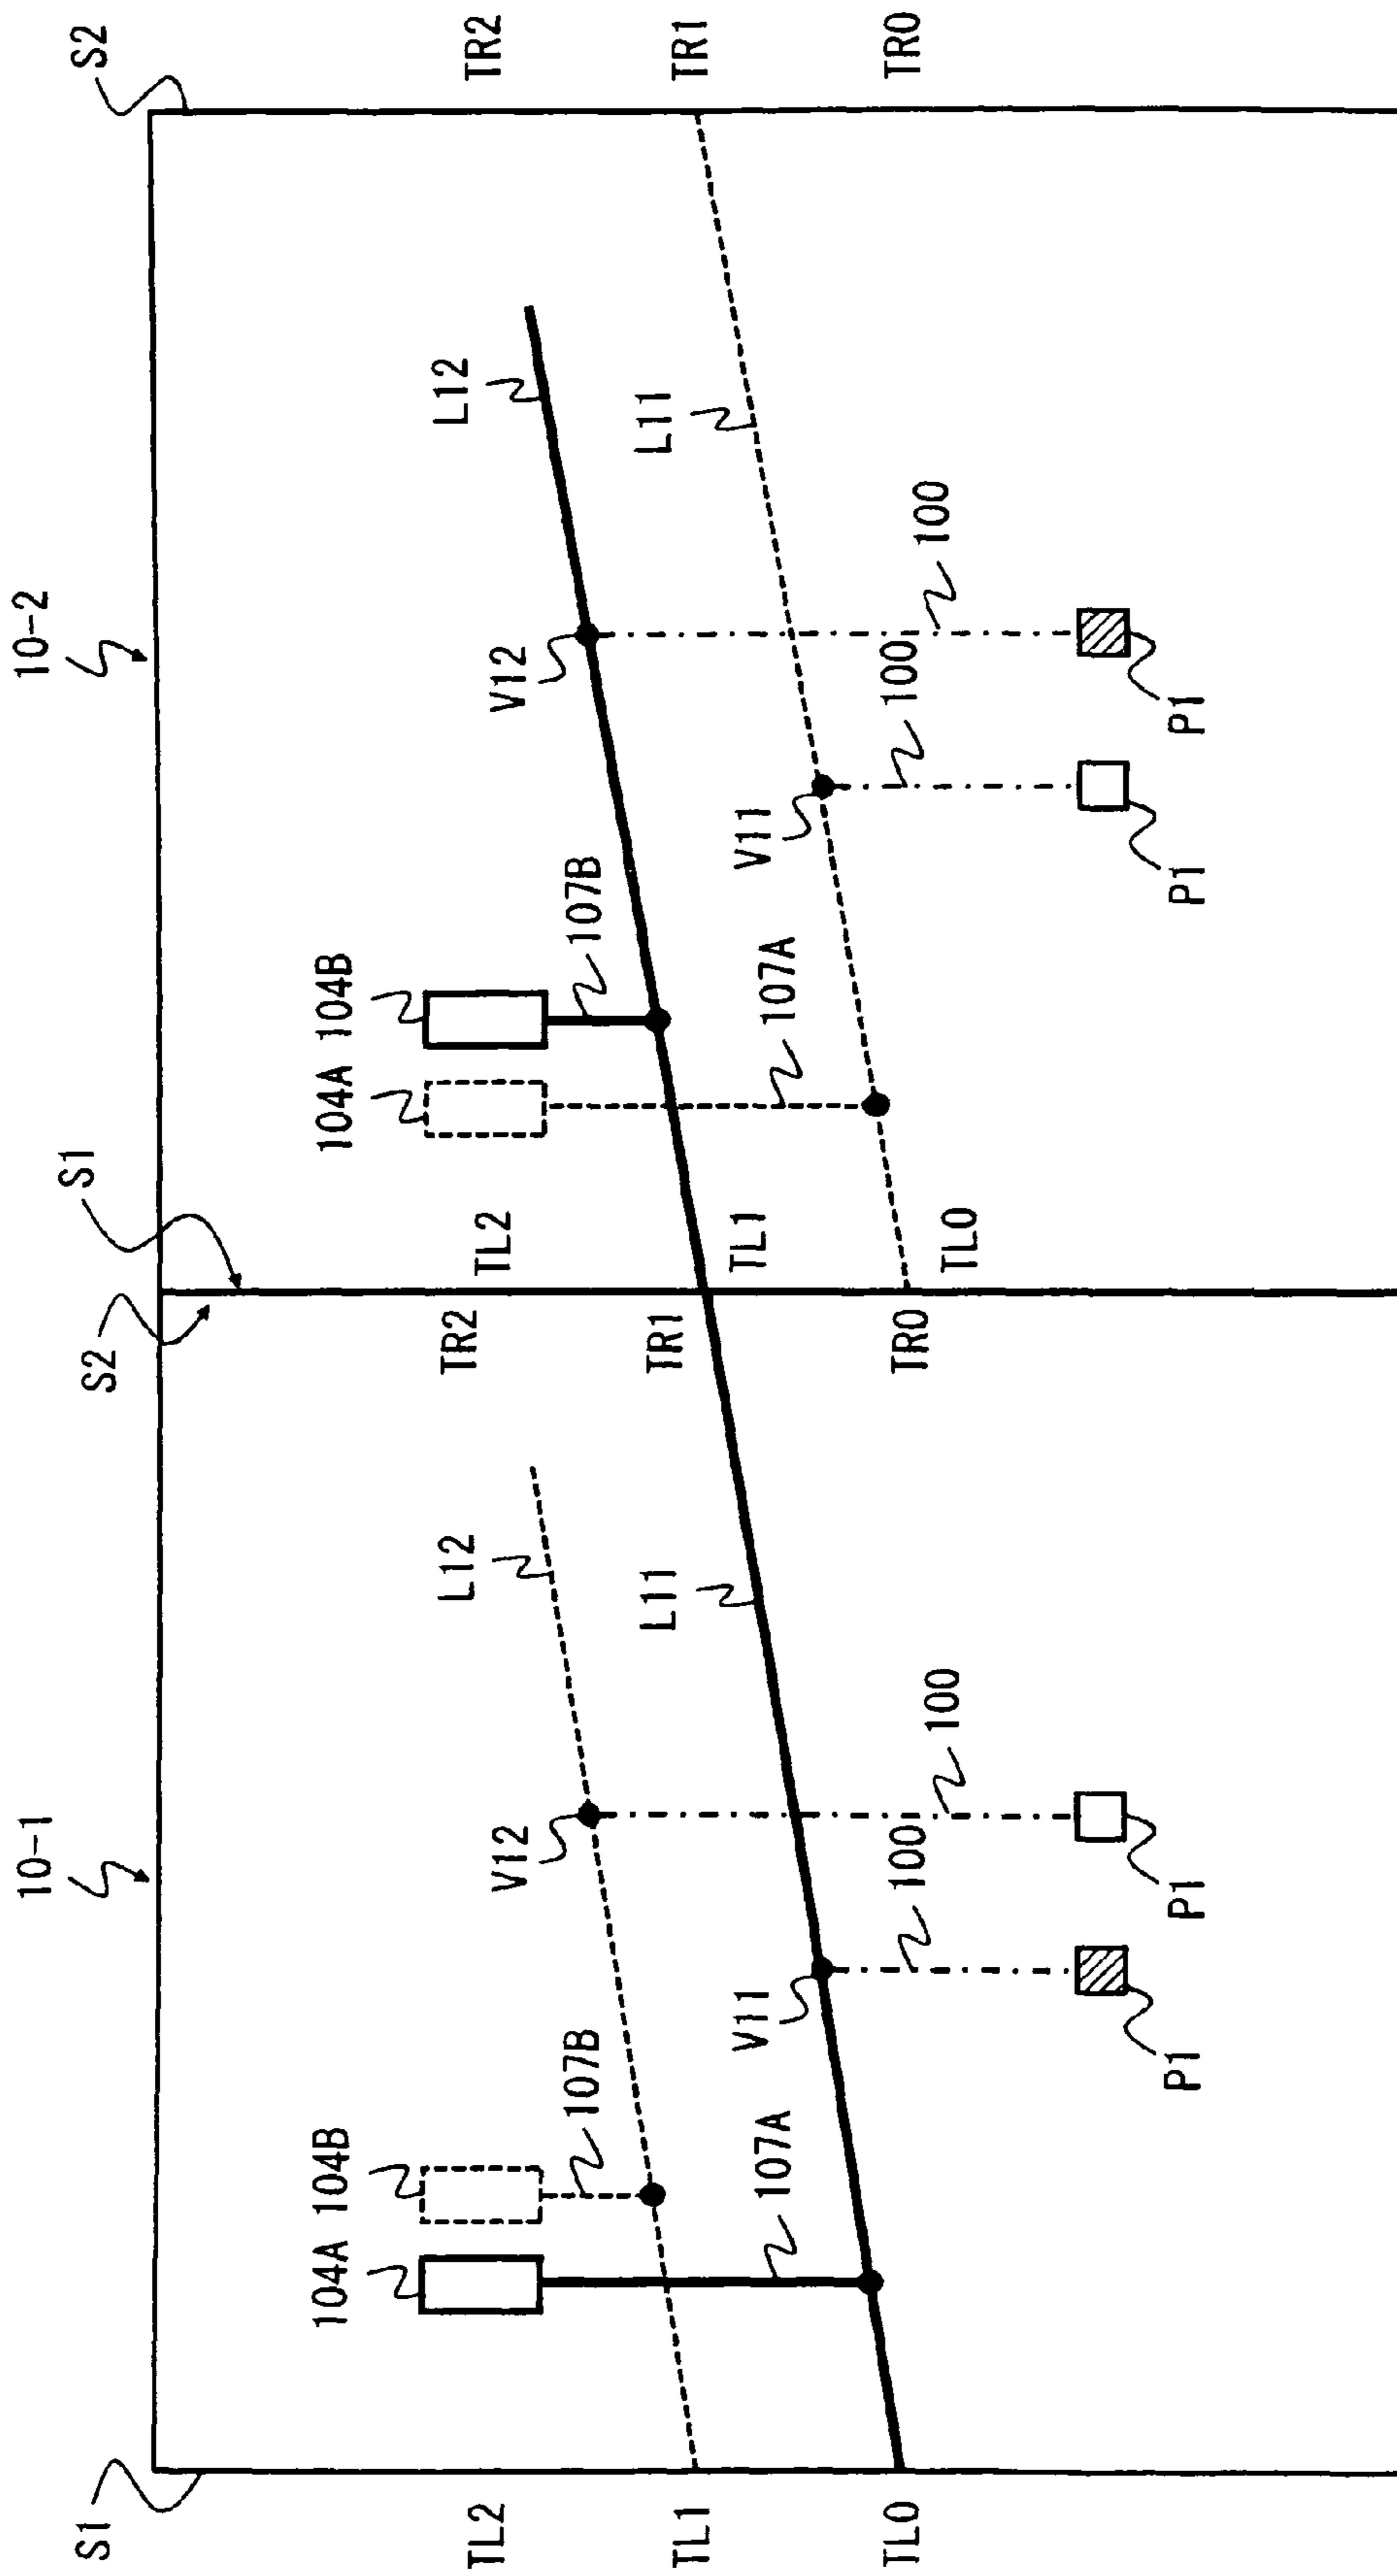 10-1
10-2
S1
S2
S1
S2
104A 104B
104A 104B
TL2
107B
L12
TR2
TL2
107B
L12
TR2
V12
V12
TL1
107A
L11
TR1
TL1
107A
L11
TR1
V11
V11
TL0
100
100
TR0
TL0
100
100
TR0
P1
P1
P1
P1